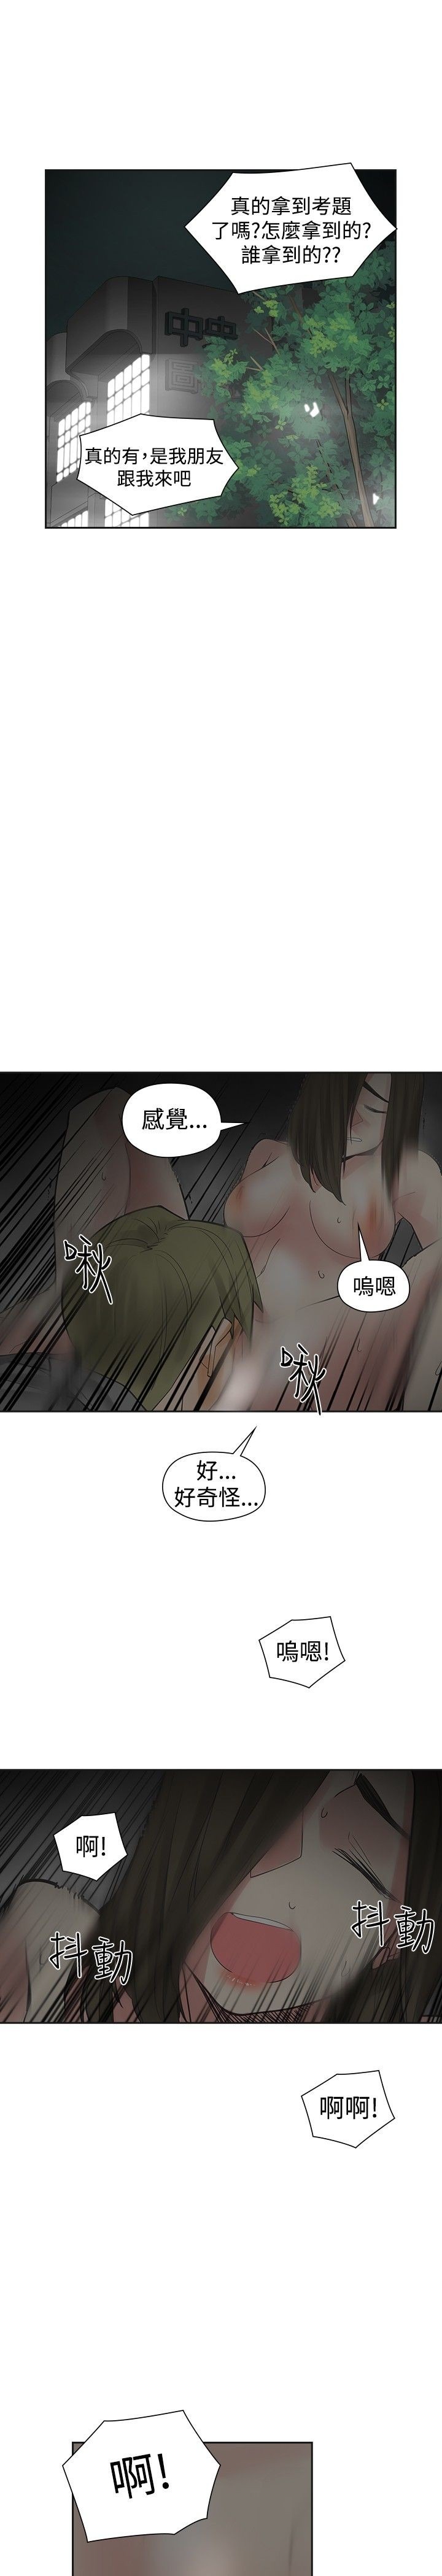 真的拿到考題
了嗎?怎麼拿到的?
誰拿到的??
中中
圖
真的有,是我朋友
跟我來吧
感覺...
啾
嗚嗯
啾
好...
好奇怪...
嗚嗯!
啊!
抖動
抖動
啊啊!
啊!